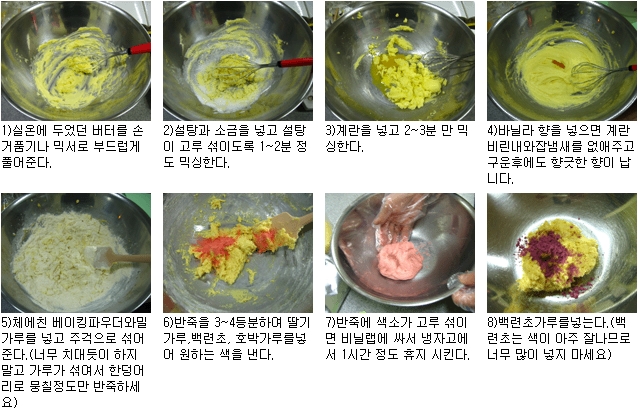 1)실온에 두었던 버터를 손
거품기나 믹서로 부드럽게
풀어준다.
2)설탕과 소금을 넣고 설탕
이 고루 섞이도록 1~2분 정
도 믹싱한다.
3)계란을 넣고 2~3분 만 믹
싱한다.
4)바닐라 향을 넣으면 계란
비린내와잡냄새를 없애주고
구운후에도 향긋한 향이 납
니다.
5)체에친 베이킹파우더와밀
가루를 넣고 주걱으로 섞어
준다.(너무 치대듯이 하지
말고 가루가 섞여서 한덩어
리로 뭉칠정도만 반죽하세
요)
6)반죽을 3~4등분하여 딸기
가루,백련초, 호박가루를넣
어 원하는 색을 낸다.
7)반죽에 색소가 고루 섞이
면 비닐랩에 싸서 냉자고에
서 1시간 정도 휴지 시킨다.
8)백련초가루를넣는다.(백
련초는 색이 아주 잘나므로
너무 많이 넣지 마세요)